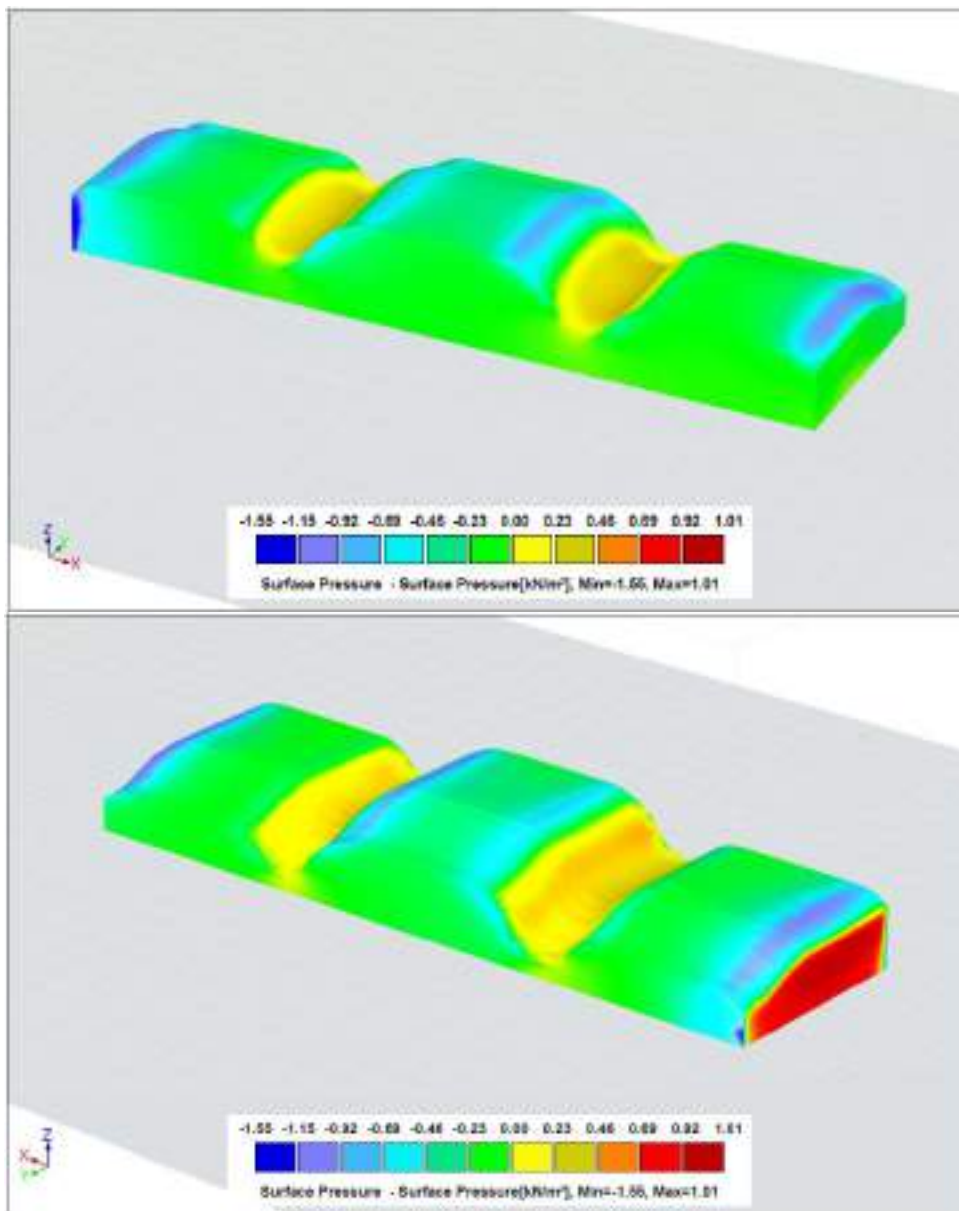 -1.55 -1.15 -0.92 -0.69 -0.46 -0.23 0.00 0.23 0.46 0.69 0.92 1.01
Surface Pressure - Surface Pressure[kN/m²], Min=-1.55, Max=1.01
Z
Y
X
-1.55 -1.15 -0.92 -0.69 -0.46 -0.23 0.00 0.23 0.46 0.69 0.92 1.01
Surface Pressure - Surface Pressure[kN/m²], Min=-1.55, Max=1.01
Z
X
Y